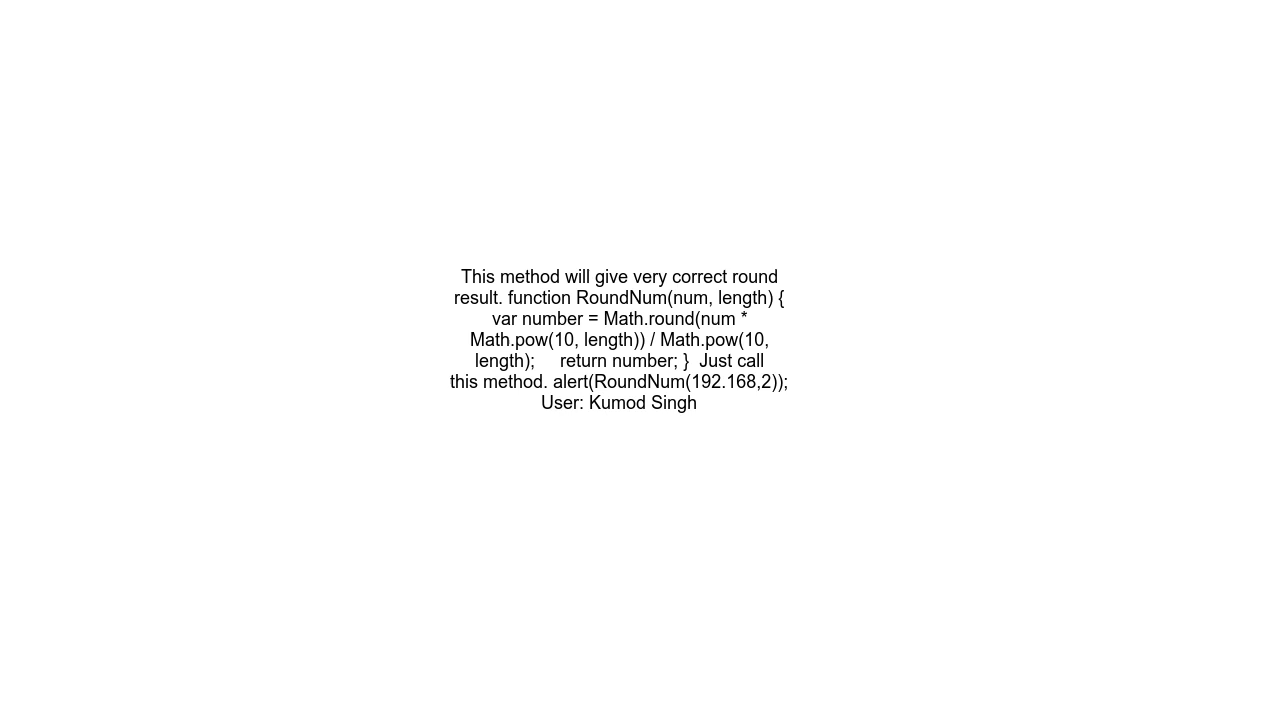 This method will give very correct round
result. function RoundNum(num, length) {
var number = Math.round(num *
Math.pow(10, length)) / Math.pow(10,
length);     return number; }  Just call
this method. alert(RoundNum(192.168,2));
User: Kumod Singh